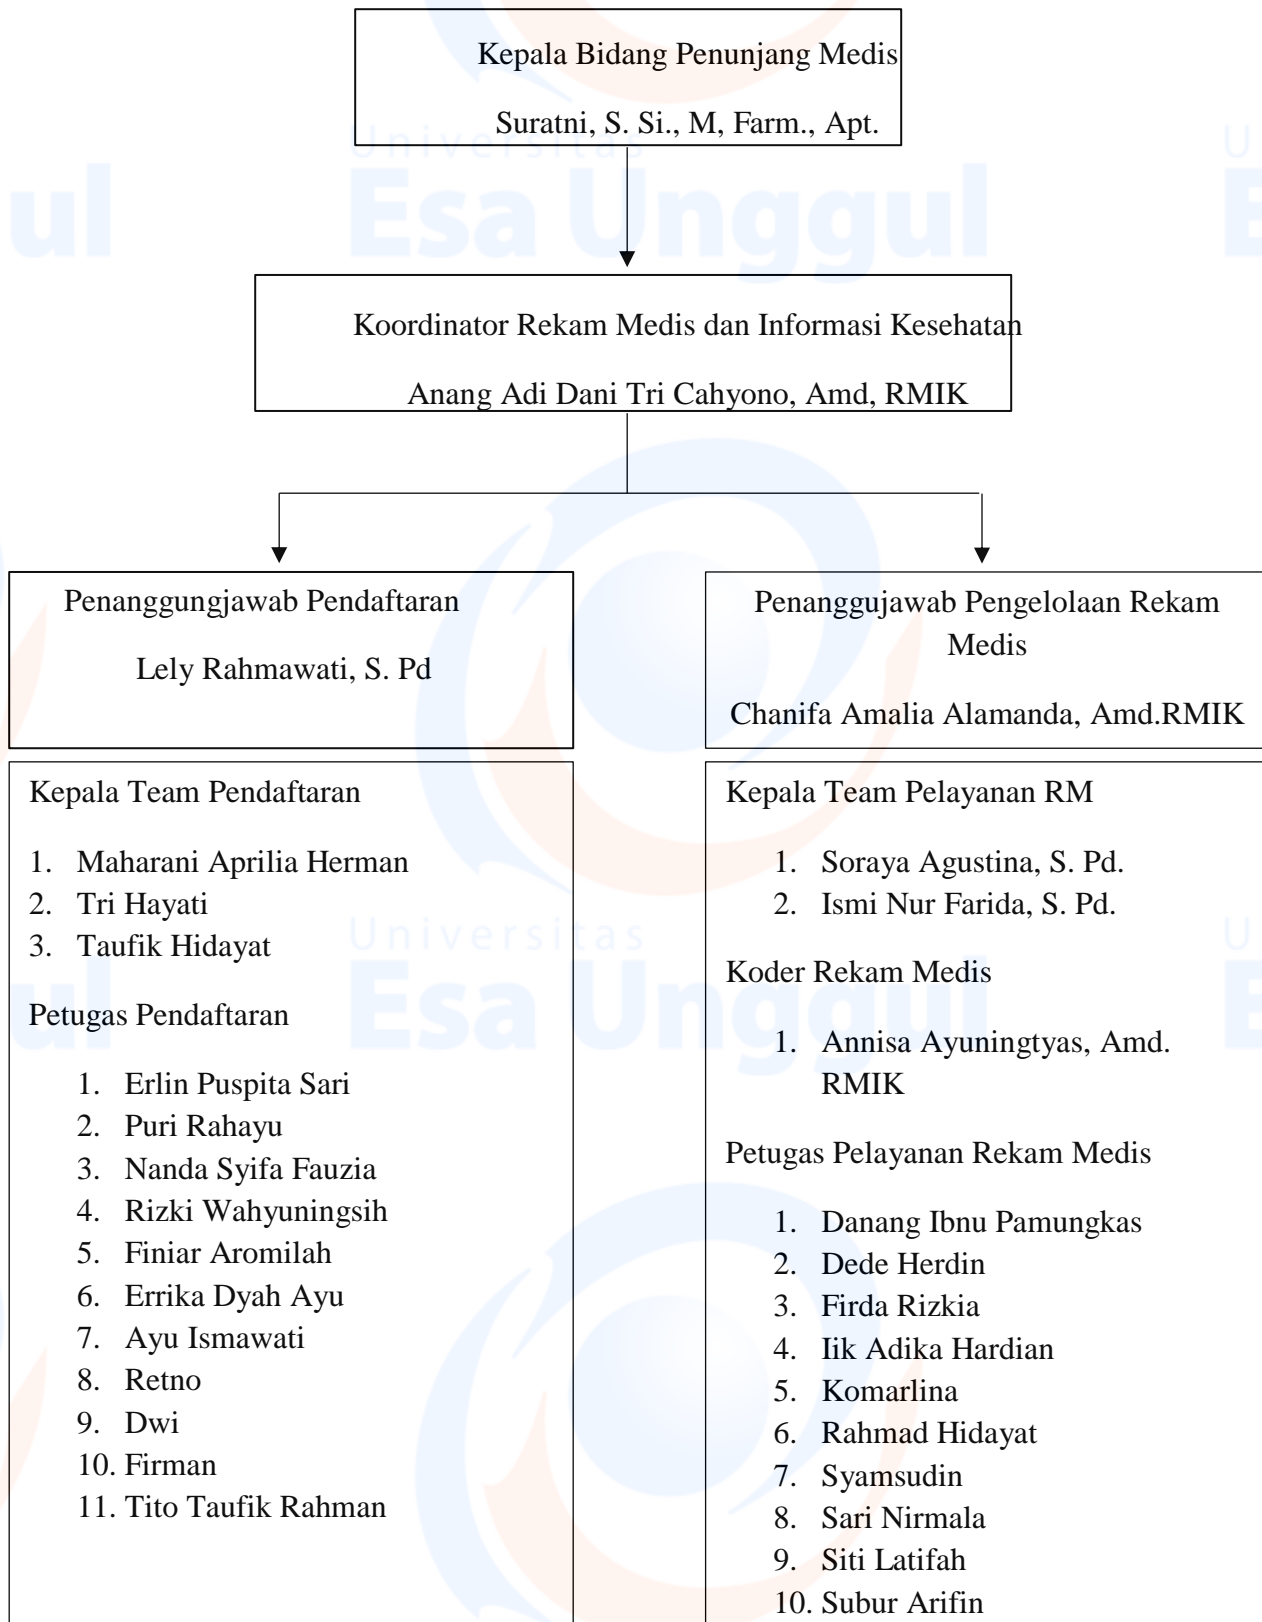 Kepala Bidang Penunjang Medis
Suratni, S. Si., M, Farm., Apt.
Universitas
Esa Unggul
ul
U
E
Koordinator Rekam Medis dan Informasi Kesehatan
Anang Adi Dani Tri Cahyono, Amd, RMIK
Penanggungjawab Pendaftaran
Lely Rahmawati, S. Pd
Penanggujawab Pengelolaan Rekam
Medis
Chanifa Amalia Alamanda, Amd.RMIK
Kepala Team Pendaftaran
1. Maharani Aprilia Herman
2. Tri Hayati
3. Taufik Hidayat
Petugas Pendaftaran
1. Erlin Puspita Sari
2. Puri Rahayu
3. Nanda Syifa Fauzia
4. Rizki Wahyuningsih
5. Finiar Aromilah
6. Errika Dyah Ayu
7. Ayu Ismawati
8. Retno
9. Dwi
10. Firman
11. Tito Taufik Rahman
Kepala Team Pelayanan RM
1. Soraya Agustina, S. Pd.
2. Ismi Nur Farida, S. Pd.
Koder Rekam Medis
1. Annisa Ayuningtyas, Amd.
RMIK
Petugas Pelayanan Rekam Medis
1. Danang Ibnu Pamungkas
2. Dede Herdin
3. Firda Rizkia
4. Iik Adika Hardian
5. Komarlina
6. Rahmad Hidayat
7. Syamsudin
8. Sari Nirmala
9. Siti Latifah
10. Subur Arifin
Universitas
Esa Unggul
ul
U
E